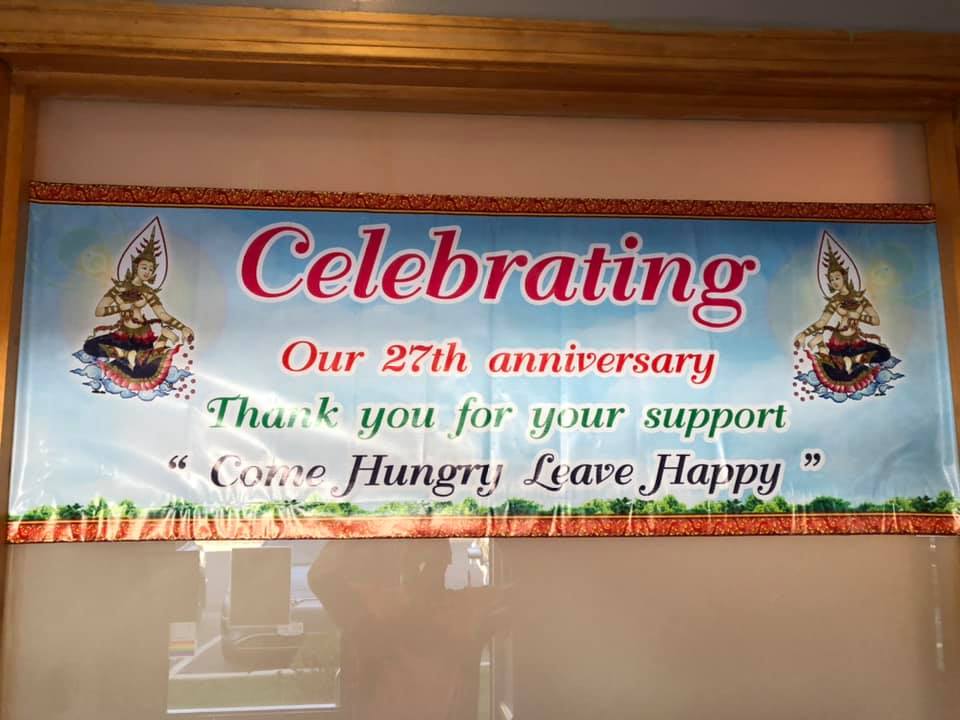 Celebrating
Our 27th anniversary
Thank you for your support
“ Come Hungry Leave Happy ”